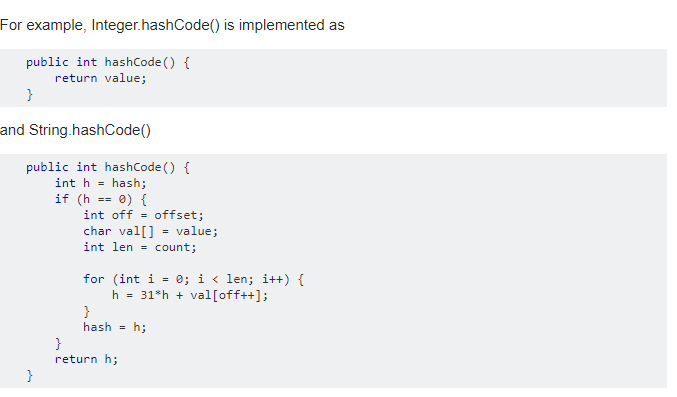 For example, Integer.hashCode() is implemented as
public int hashCode() {
return value;
}
and String.hashCode()
public int hashCode() {
int h = hash;
if (h == 0) {
int off = offset;
char val[] = value;
int len = count;
for (int i = 0; i < len; i++) {
h = 31*h + val[off++];
}
hash = h;
}
return h;
}